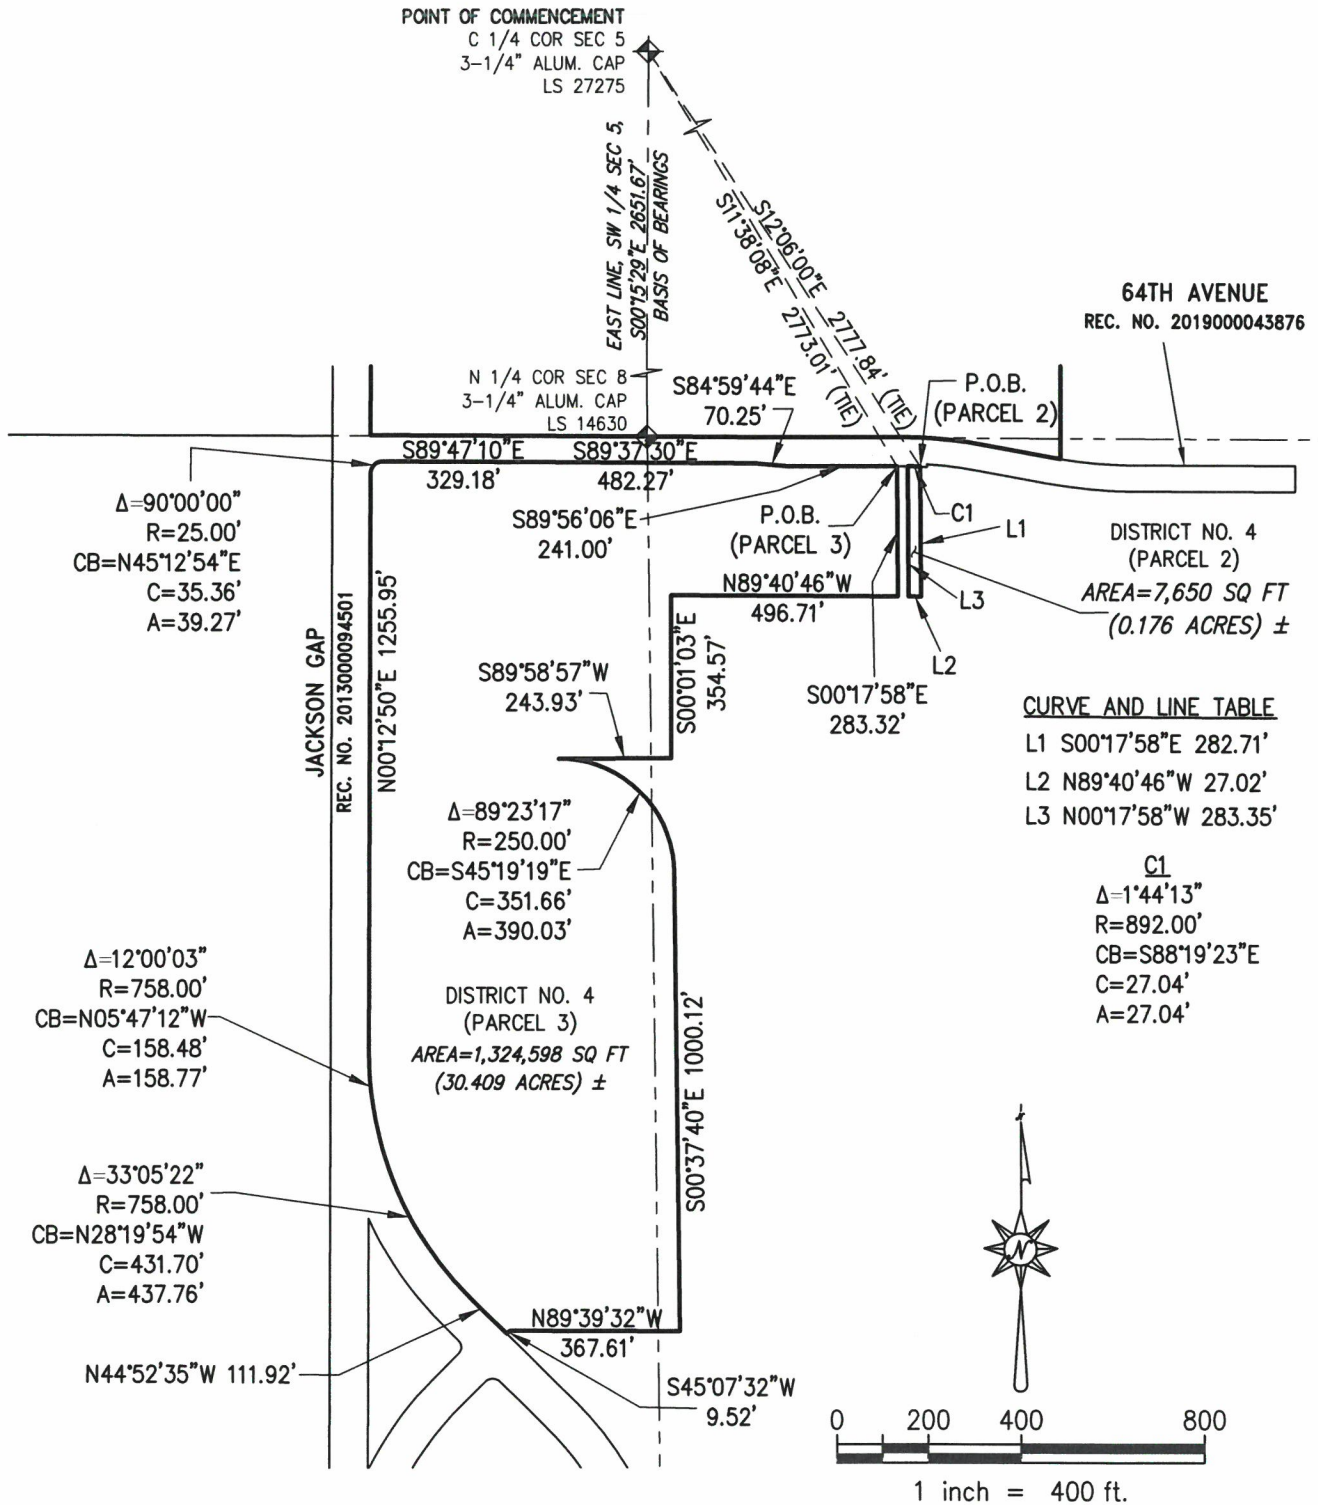 POINT OF COMMENCEMENT
C 1/4 COR SEC 5
3-1/4" ALUM. CAP
LS 27275
EAST LINE, SW 1/4 SEC 5,
S00°15'29"E 2651.67'
BASIS OF BEARINGS
S12°06'00"E 2777.84' (TIE)
S11°38'08"E 2773.01' (TIE)
64TH AVENUE
REC. NO. 2019000043876
N 1/4 COR SEC 8
3-1/4" ALUM. CAP
LS 14630
S84°59'44"E
70.25'
P.O.B.
(PARCEL 2)
S89°47'10"E
329.18'
S89°37'30"E
482.27'
Δ=90°00'00"
R=25.00'
CB=N45°12'54"E
C=35.36'
A=39.27'
S89°56'06"E
241.00'
P.O.B.
(PARCEL 3)
C1
L1
L3
L2
DISTRICT NO. 4
(PARCEL 2)
AREA=7,650 SQ FT
(0.176 ACRES) ±
N89°40'46"W
496.71'
S00°01'03"E
354.57'
S00°17'58"E
283.32'
S89°58'57"W
243.93'
JACKSON GAP
REC. NO. 2013000094501
N00°12'50"E 1255.95'
CURVE AND LINE TABLE
L1 S00°17'58"E 282.71'
L2 N89°40'46"W 27.02'
L3 N00°17'58"W 283.35'
C1
Δ=1°44'13"
R=892.00'
CB=S88°19'23"E
C=27.04'
A=27.04'
Δ=89°23'17"
R=250.00'
CB=S45°19'19"E
C=351.66'
A=390.03'
Δ=12°00'03"
R=758.00'
CB=N05°47'12"W
C=158.48'
A=158.77'
DISTRICT NO. 4
(PARCEL 3)
AREA=1,324,598 SQ FT
(30.409 ACRES) ±
S00°37'40"E 1000.12'
Δ=33°05'22"
R=758.00'
CB=N28°19'54"W
C=431.70'
A=437.76'
N89°39'32"W
367.61'
N44°52'35"W 111.92'
S45°07'32"W
9.52'
N
0 200 400 800
1 inch = 400 ft.